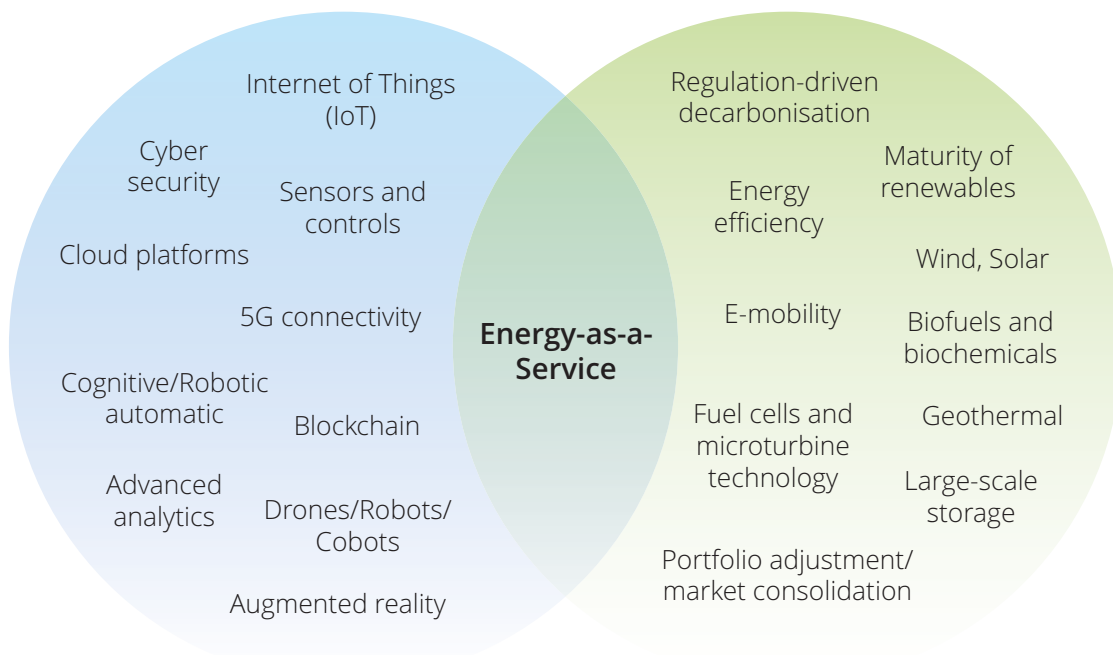 Internet of Things
(IoT)
Cyber
security
Sensors and
controls
Cloud platforms
5G connectivity
Cognitive/Robotic
automatic
Blockchain
Advanced
analytics
Drones/Robots/
Cobots
Augmented reality
Energy-as-a-
Service
Regulation-driven
decarbonisation
Maturity of
renewables
Energy
efficiency
Wind, Solar
E-mobility
Biofuels and
biochemicals
Fuel cells and
microturbine
technology
Geothermal
Large-scale
storage
Portfolio adjustment/
market consolidation